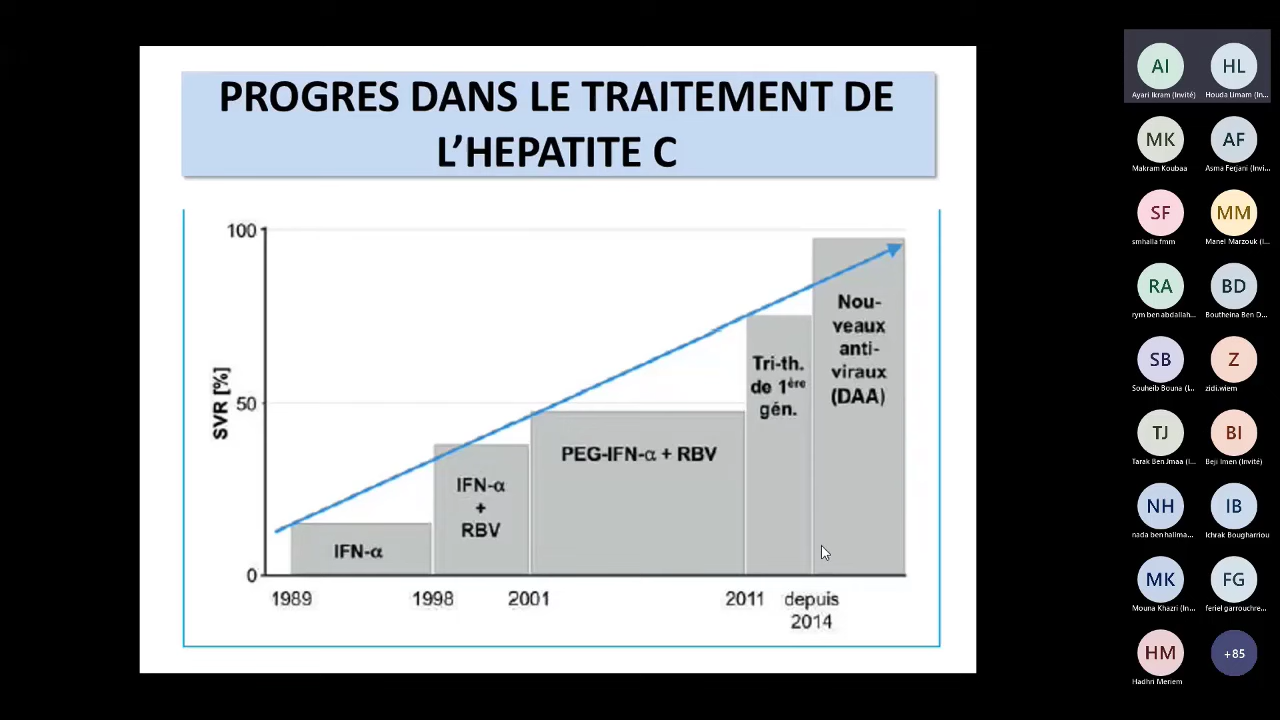 PROGRES DANS LE TRAITEMENT DE
L’HEPATITE C
100
50
0
SVR [%]
IFN-α
IFN-α
+
RBV
PEG-IFN-α + RBV
Tri-th.
de 1ère
gén.
Nou-
veaux
anti-
viraux
(DAA)
1989
1998
2001
2011
depuis
2014
AI
HL
Ayari Ikram (Invité)
Houda Limam (In...
MK
AF
Makram Koubaa
Asma Ferjani (Invi...
SF
MM
smhalla fmm
Manel Marzouk (I...
RA
BD
rym ben abdallah...
Boutheina Ben D...
SB
Z
Souheib Bouna (I...
zidi.wiem
TJ
BI
Tarak Ben Jmaa (I...
Beji Imen (Invité)
NH
IB
nada ben halima...
Ichrak Bougharriou
MK
FG
Mouna Khazri (In...
feriel garrouchre...
HM
+85
Hadhri Meriem